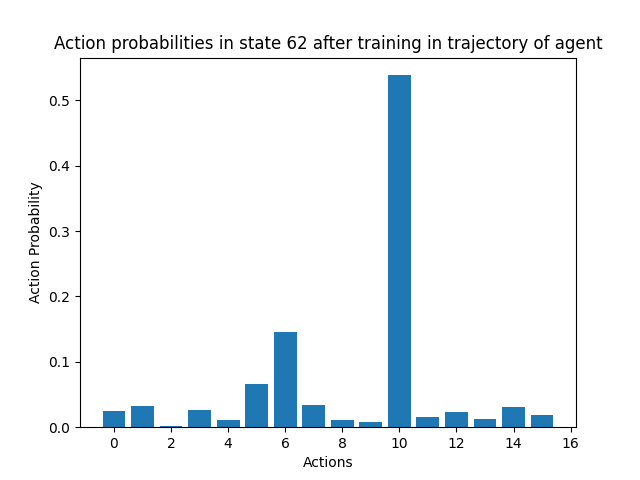 Action probabilities in state 62 after training in trajectory of agent
0.5
0.4
0.3
0.2
0.1
0.0
Action Probability
0 2 4 6 8 10 12 14 16
Actions